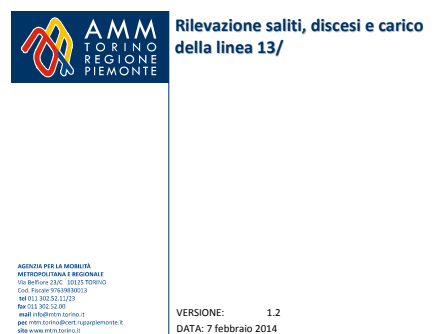 AMM
TORINO
REGIONE
PIEMONTE
Rilevazione saliti, discesi e carico
della linea 13/
AGENZIA PER LA MOBILITÀ
METROPOLITANA E REGIONALE
Via Belfiore 23/C 10125 TORINO
Cod. Fiscale 97639830013
tel 011 302.52.11/23
fax 011 302.52.00
mail info@mtm.torino.it
pec mtm.torino@cert.ruparpiemonte.it
site www.mtm.torino.it
VERSIONE: 1.2
DATA: 7 febbraio 2014